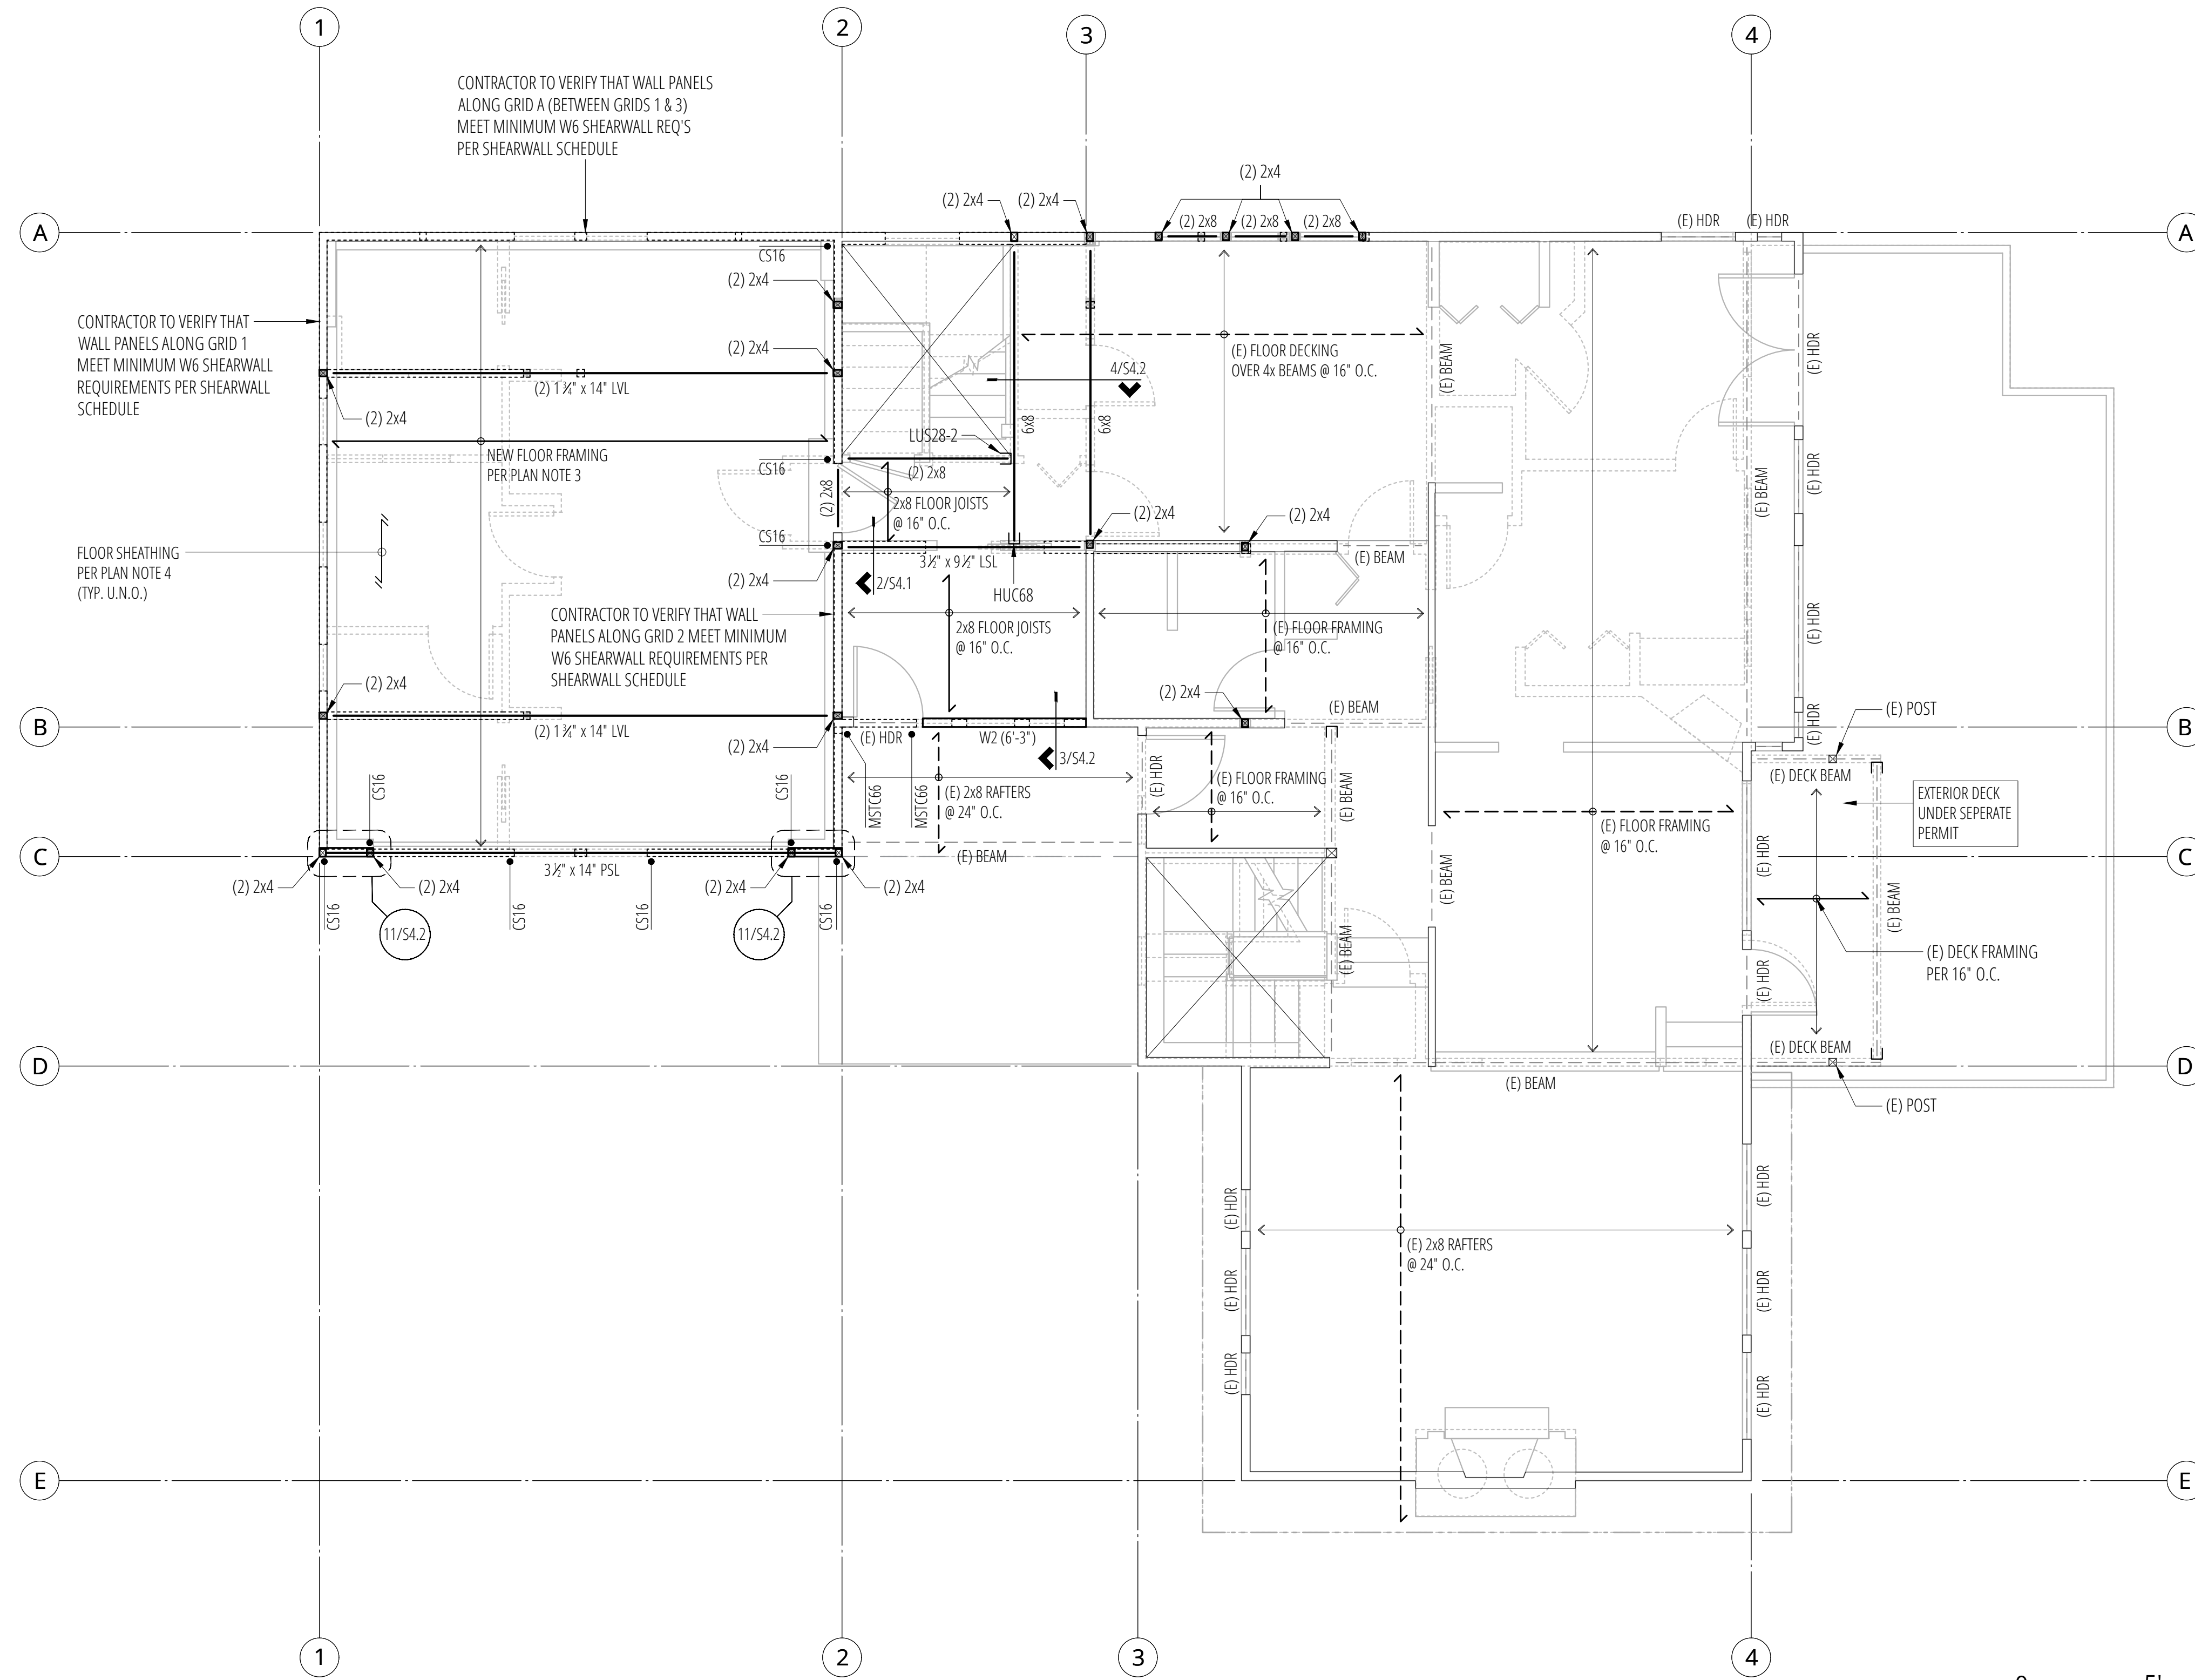 1
2
3
4
CONTRACTOR TO VERIFY THAT WALL PANELS
ALONG GRID A (BETWEEN GRIDS 1 & 3)
MEET MINIMUM W6 SHEARWALL REQ'S
PER SHEARWALL SCHEDULE
(2) 2x4
(2) 2x4
(2) 2x4
A
(2) 2x8
(2) 2x8
(2) 2x8
(E) HDR
(E) HDR
A
CS16
(2) 2x4
CONTRACTOR TO VERIFY THAT
WALL PANELS ALONG GRID 1
MEET MINIMUM W6 SHEARWALL
REQUIREMENTS PER SHEARWALL
SCHEDULE
(2) 2x4
(2) 1 ¾" x 14" LVL
(2) 2x4
4/S4.2
(E) FLOOR DECKING
OVER 4x BEAMS @ 16" O.C.
(E) BEAM
(E) HDR
6x8
6x8
LUS28-2
NEW FLOOR FRAMING
PER PLAN NOTE 3
CS16
(2) 2x8
(2) 2x8
2x8 FLOOR JOISTS
@ 16" O.C.
(2) 2x4
(2) 2x4
(E) BEAM
(E) HDR
FLOOR SHEATHING
PER PLAN NOTE 4
(TYP. U.N.O.)
CS16
(2) 2x4
3 ½" x 9 ½" LSL
(E) BEAM
2/S4.1
HUC68
CONTRACTOR TO VERIFY THAT WALL
PANELS ALONG GRID 2 MEET MINIMUM
W6 SHEARWALL REQUIREMENTS PER
SHEARWALL SCHEDULE
2x8 FLOOR JOISTS
@ 16" O.C.
(E) FLOOR FRAMING
@ 16" O.C.
(E) HDR
(2) 2x4
(2) 2x4
(E) BEAM
(E) POST
B
(2) 1 ¾" x 14" LVL
(2) 2x4
(E) HDR
W2 (6'-3")
3/S4.2
(E) HDR
B
CS16
CS16
MSTC66
MSTC66
(E) 2x8 RAFTERS
@ 24" O.C.
(E) HDR
(E) FLOOR FRAMING
@ 16" O.C.
(E) BEAM
(E) DECK BEAM
EXTERIOR DECK
UNDER SEPERATE
PERMIT
(E) FLOOR FRAMING
@ 16" O.C.
C
3 ½" x 14" PSL
(E) BEAM
(E) BEAM
(E) HDR
C
(2) 2x4
(2) 2x4
(2) 2x4
(2) 2x4
CS16
CS16
CS16
CS16
11/S4.2
11/S4.2
(E) BEAM
(E) BEAM
(E) HDR
(E) DECK FRAMING
PER 16" O.C.
D
(E) DECK BEAM
D
(E) BEAM
(E) POST
(E) HDR
(E) HDR
(E) 2x8 RAFTERS
@ 24" O.C.
(E) HDR
(E) HDR
(E) HDR
(E) HDR
E
E
1
2
3
4